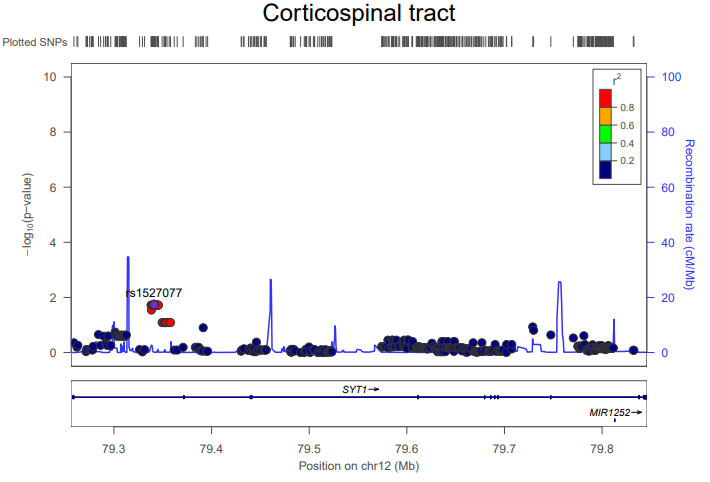 Corticospinal tract
Plotted SNPs
10
8
6
4
2
0
−log10(p−value)
100
80
60
40
20
0
Recombination rate (cM/Mb)
r2
0.8
0.6
0.4
0.2
rs1527077
SYT1
MIR1252
79.3 79.4 79.5 79.6 79.7 79.8
Position on chr12 (Mb)